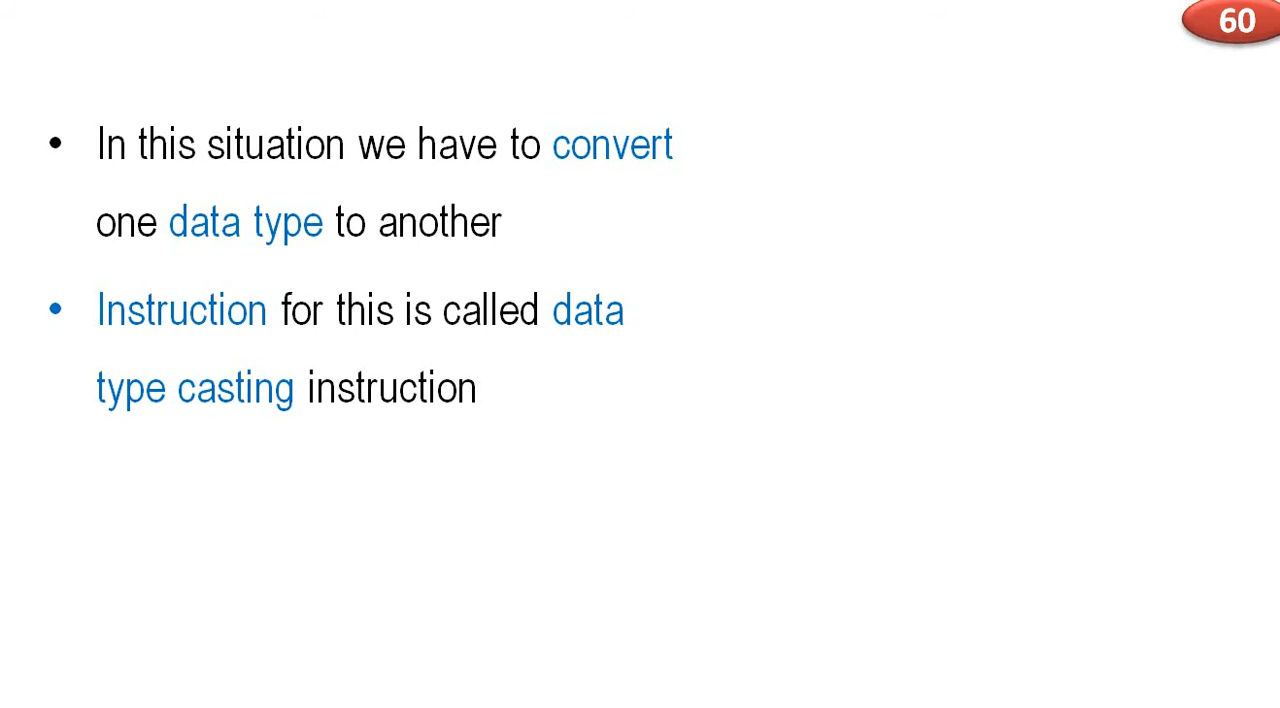 60
• In this situation we have to convert
one data type to another
• Instruction for this is called data
type casting instruction